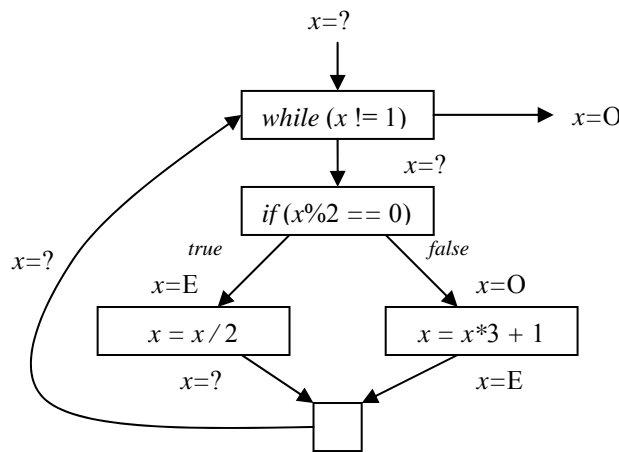 x=?
while (x != 1)
x=O
x=?
if (x%2 == 0)
true
false
x=?
x=E
x=O
x = x / 2
x = x*3 + 1
x=?
x=E